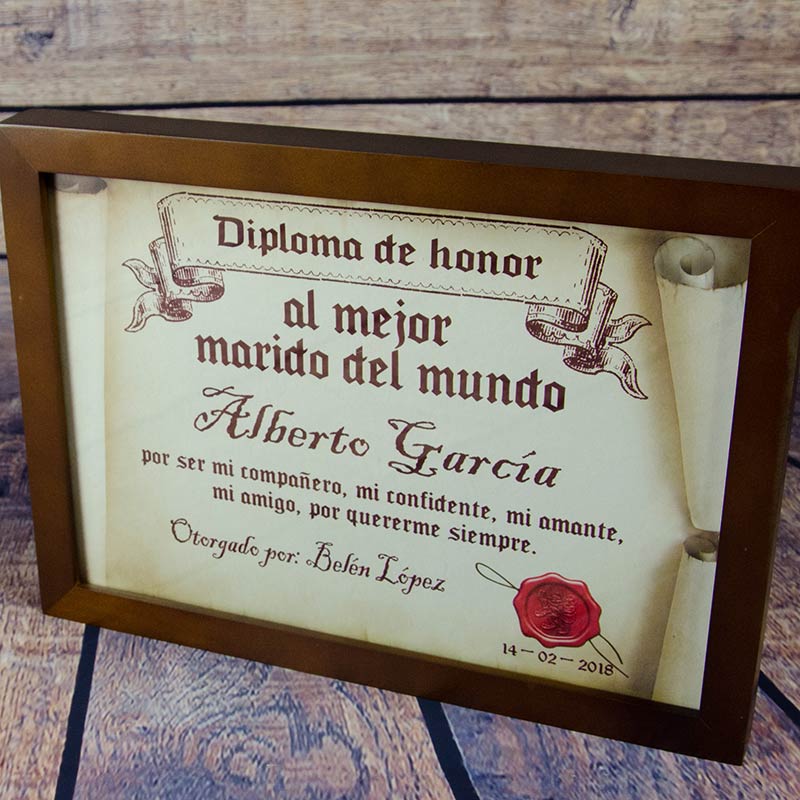 Diploma de honor
al mejor
marido del mundo
Alberto García
por ser mi compañero, mi confidente, mi amante,
mi amigo, por quererme siempre.
Otorgado por: Belén López
14 — 02 — 2018